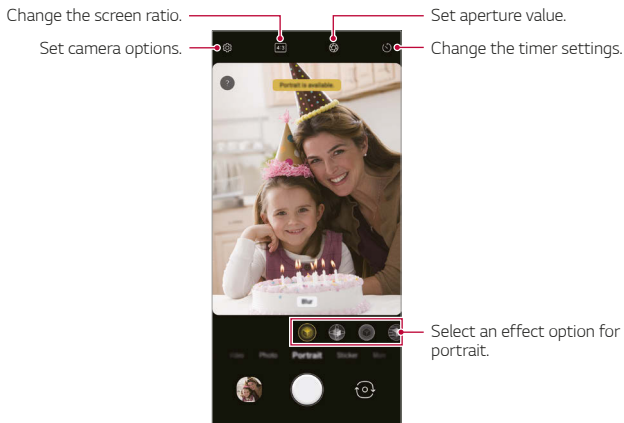 Change the screen ratio.
Set aperture value.
Set camera options.
Change the timer settings.
4:3
?
Portrait is available.
Blur
Select an effect option for
portrait.
Photo Portrait Sticker More